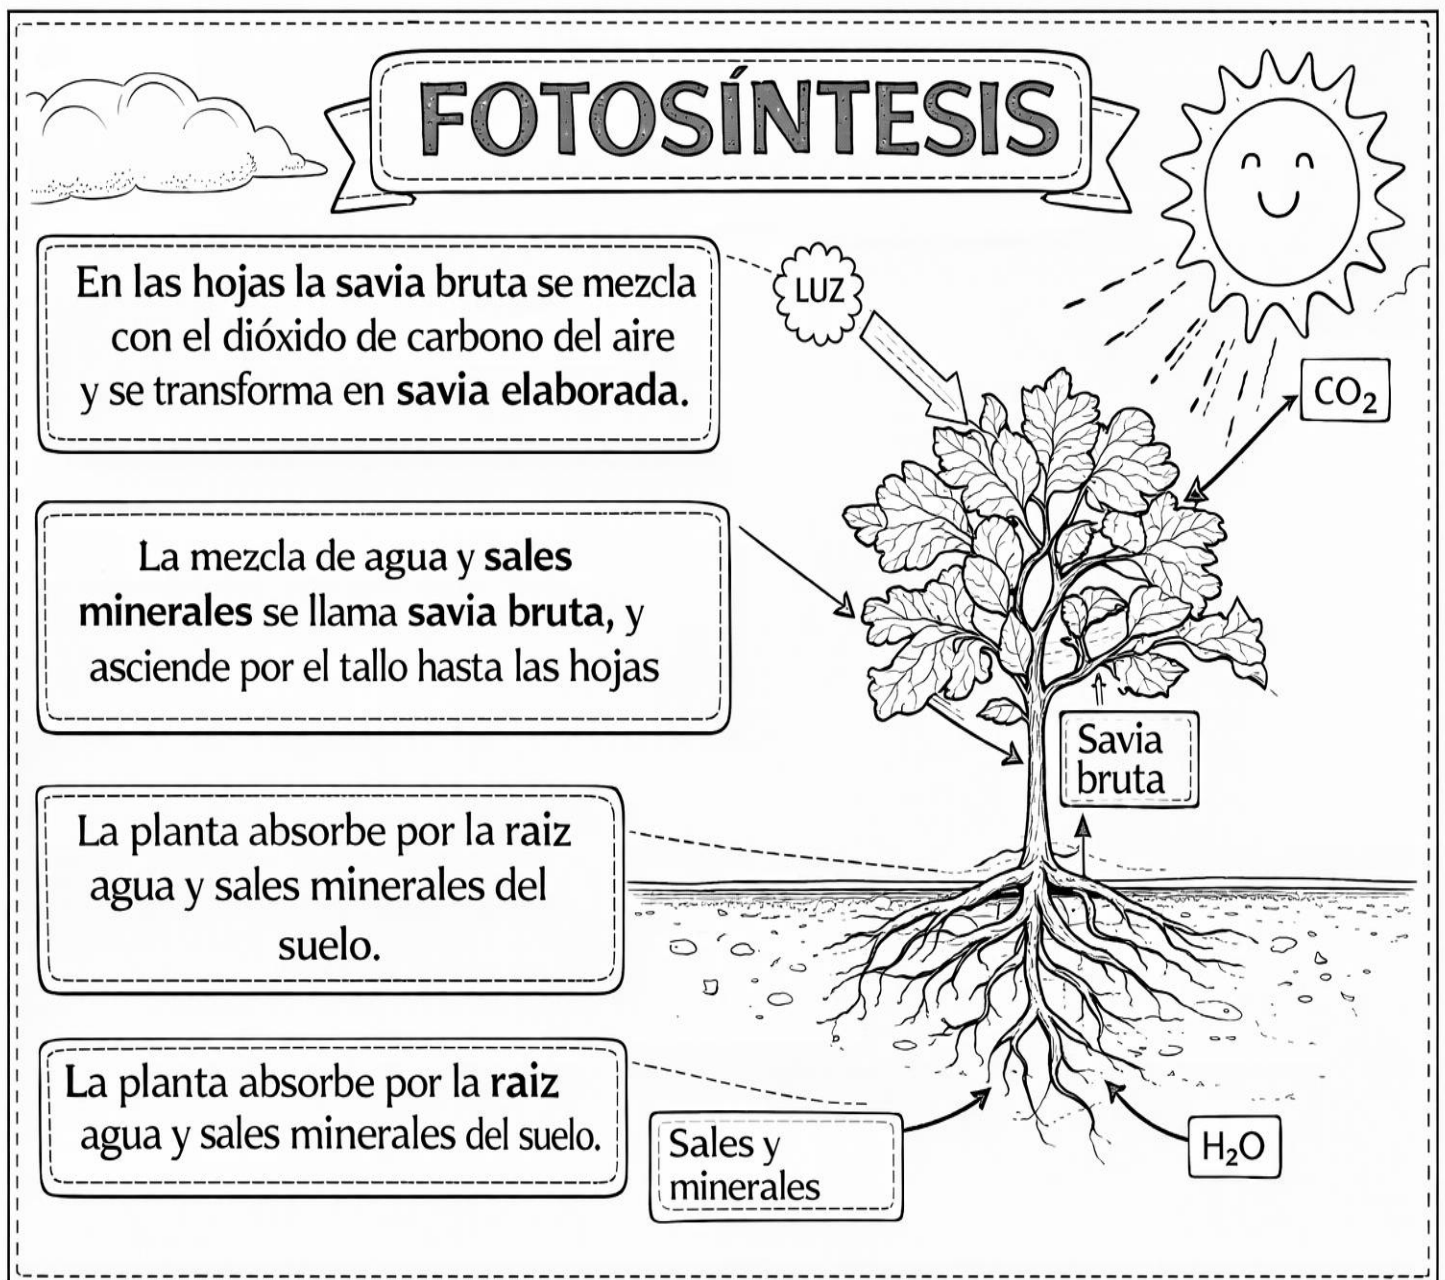 FOTOSÍNTESIS
En las hojas la savia bruta se mezcla
con el dióxido de carbono del aire
y se transforma en savia elaborada.
LUZ
CO₂
La mezcla de agua y sales
minerales se llama savia bruta, y
asciende por el tallo hasta las hojas
Savia
bruta
La planta absorbe por la raiz
agua y sales minerales del
suelo.
La planta absorbe por la raiz
agua y sales minerales del suelo.
Sales y
minerales
H₂O